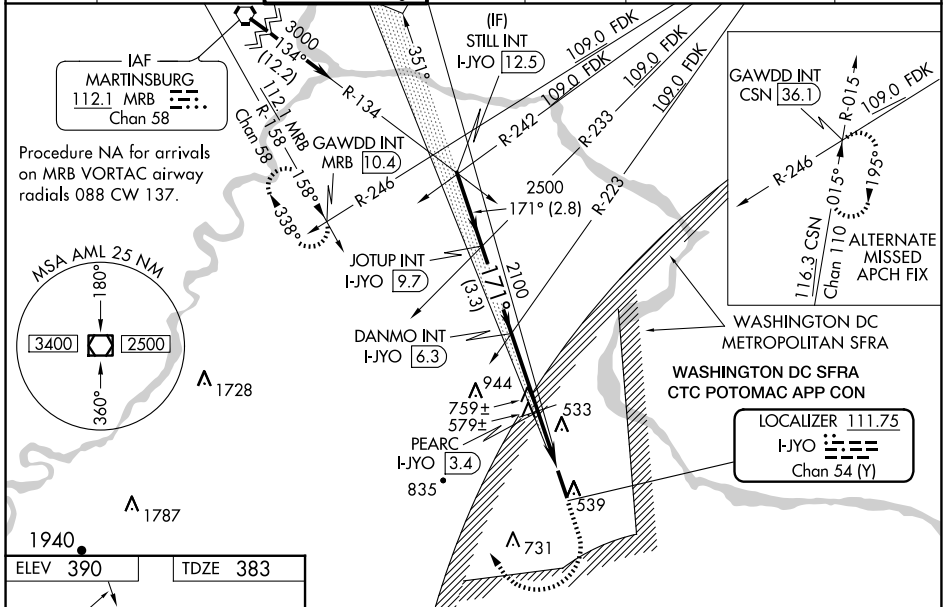 IAF
MARTINSBURG
112.1 MRB
Chan 58
Procedure NA for arrivals
on MRB VORTAC airway
radials 088 CW 137.
3000
134°
(12.2)
R-134
112.1 MRB
R-158
Chan 58
158°
338°
GAWDD INT
MRB 10.4
R-246
351°
(IF)
STILL INT
I-JYO 12.5
109.0 FDK
109.0 FDK
109.0 FDK
109.0 FDK
R-242
R-233
R-223
2500
171° (2.8)
JOTUP INT
I-JYO 9.7
171°
2100
(3.3)
DANMO INT
I-JYO 6.3
GAWDD INT
CSN 36.1
R-015
109.0 FDK
R-246
015°
195°
116.3 CSN
Chan 110
ALTERNATE
MISSED
APCH FIX
WASHINGTON DC
METROPOLITAN SFRA
WASHINGTON DC SFRA
CTC POTOMAC APP CON
LOCALIZER 111.75
I-JYO
Chan 54 (Y)
MSA AML 25 NM
180°
3400
2500
360°
1728
944
759±
579±
533
PEARC
I-JYO 3.4
835
539
1787
731
1940
ELEV 390
TDZE 383